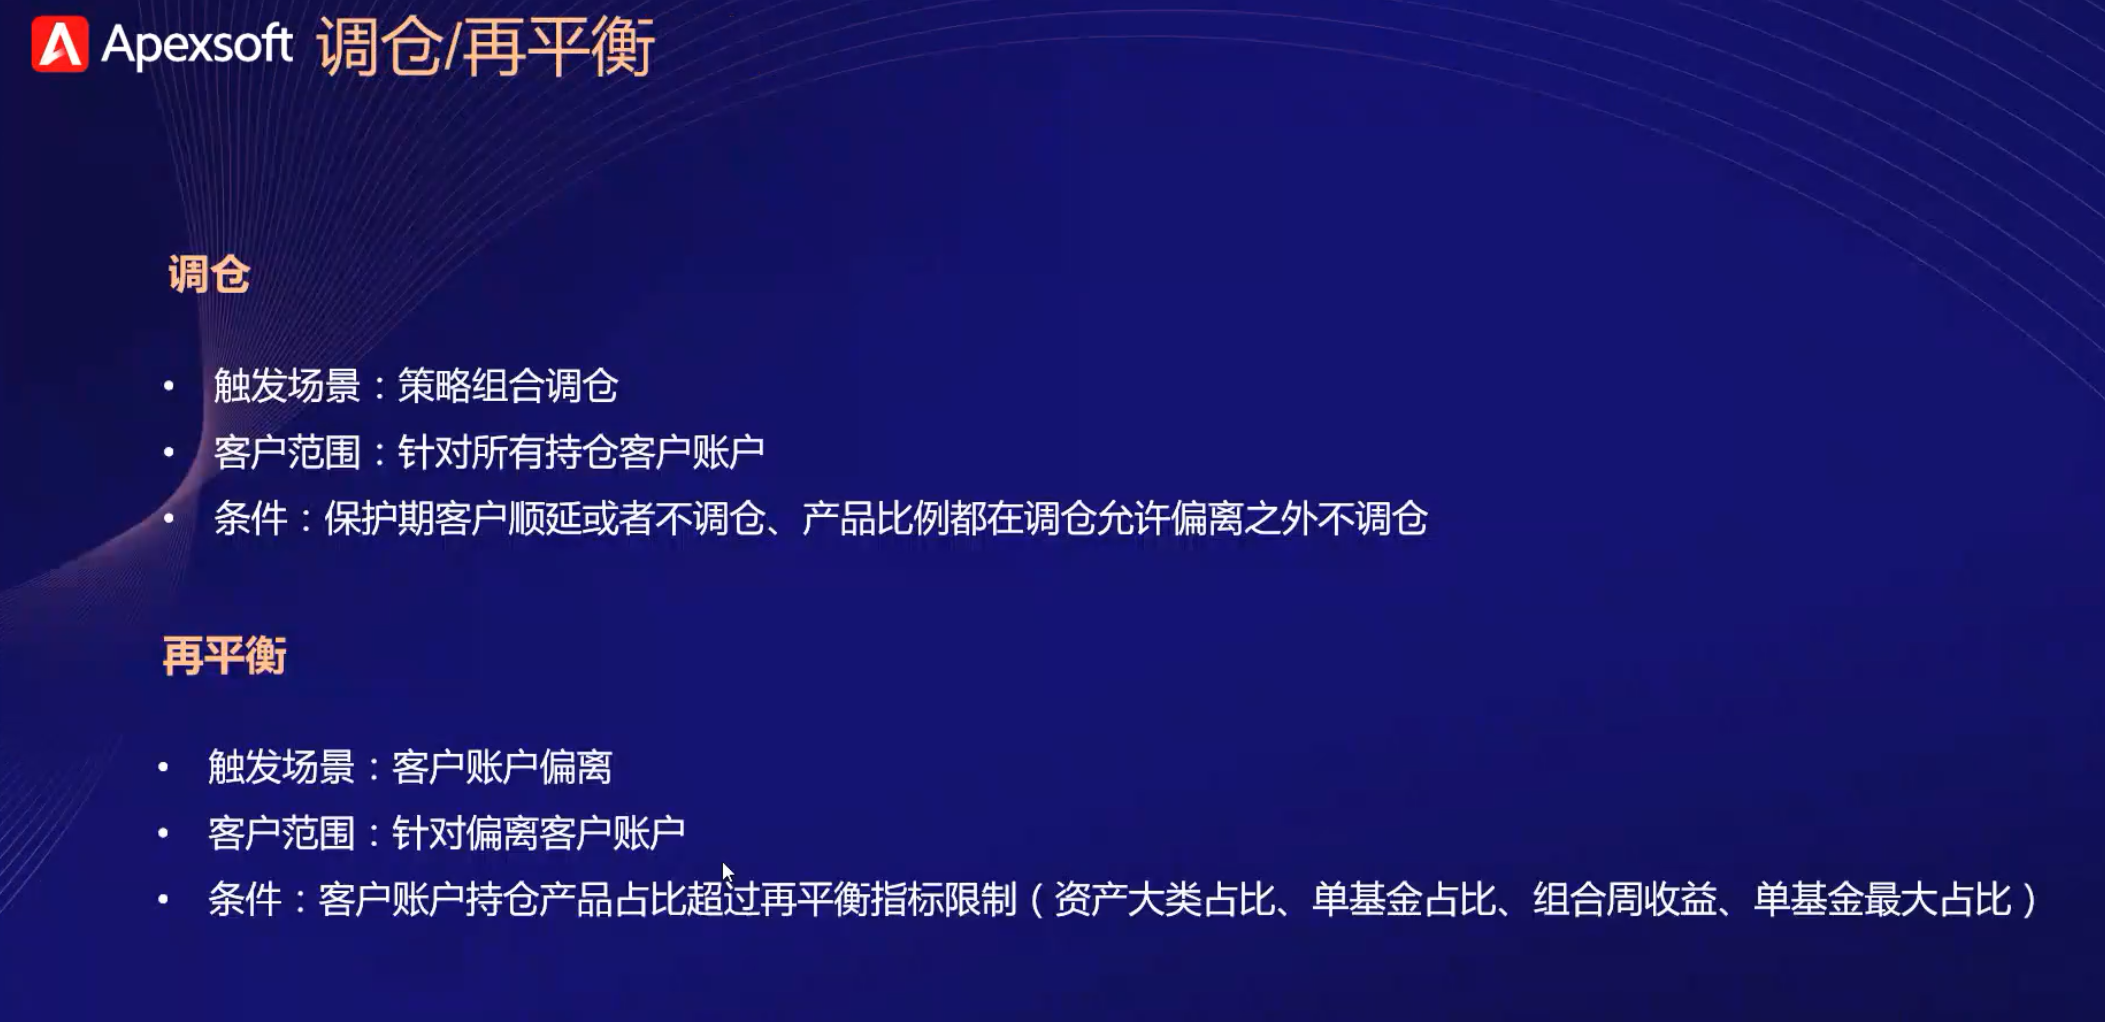 Apexsoft 调仓/再平衡
调仓
• 触发场景：策略组合调仓
• 客户范围：针对所有持仓客户账户
• 条件：保护期客户顺延或者不调仓、产品比例都在调仓允许偏离之外不调仓
再平衡
• 触发场景：客户账户偏离
• 客户范围：针对偏离客户账户
• 条件：客户账户持仓产品占比超过再平衡指标限制（资产大类占比、单基金占比、组合周收益、单基金最大占比）